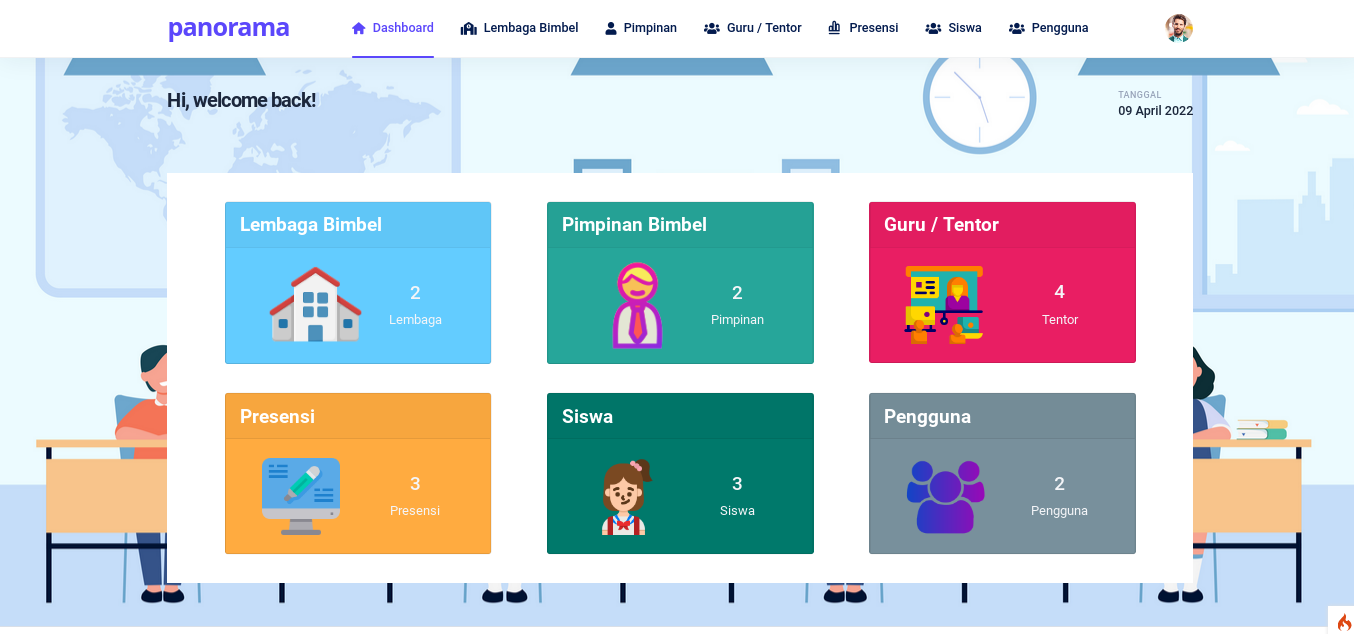 panorama
Dashboard
Lembaga Bimbel
Pimpinan
Guru / Tentor
Presensi
Siswa
Pengguna
Hi, welcome back!
TANGGAL
09 April 2022
Lembaga Bimbel
2
Lembaga
Pimpinan Bimbel
2
Pimpinan
Guru / Tentor
4
Tentor
Presensi
3
Presensi
Siswa
3
Siswa
Pengguna
2
Pengguna